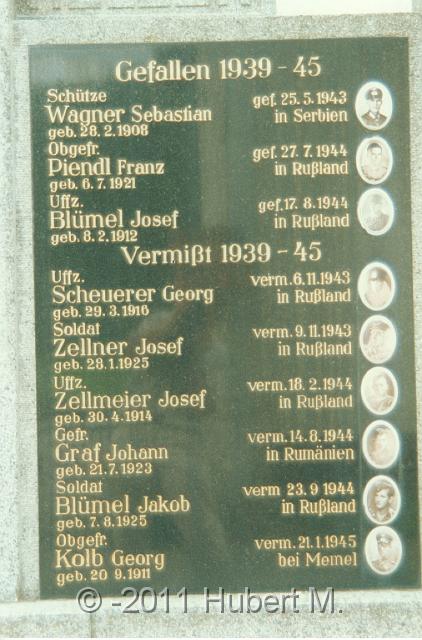 Gefallen 1939-45
Schütze
Wagner Sebastian
geb. 28.2.1908
gef. 25.5.1943
in Serbien
Obgefr.
Piendl Franz
geb. 6.7.1921
gef. 27.7.1944
in Rußland
Uffz.
Blümel Josef
geb. 8.2.1912
gef. 17.8.1944
in Rußland
Vermißt 1939-45
Uffz.
Scheuerer Georg
geb. 29.3.1916
verm. 6.11.1943
in Rußland
Soldat
Zellner Josef
geb. 28.1.1925
verm. 9.11.1943
in Rußland
Uffz.
Zellmeier Josef
geb. 30.4.1914
verm. 18.2.1944
in Rußland
Gefr.
Graf Johann
geb. 21.7.1923
verm. 14.8.1944
in Rumänien
Soldat
Blümel Jakob
geb. 7.8.1925
verm 23.9 1944
in Rußland
Obgefr.
Kolb Georg
geb. 20 9.1911
verm. 21.1.1945
bei Memel
© -2011 Hubert M.